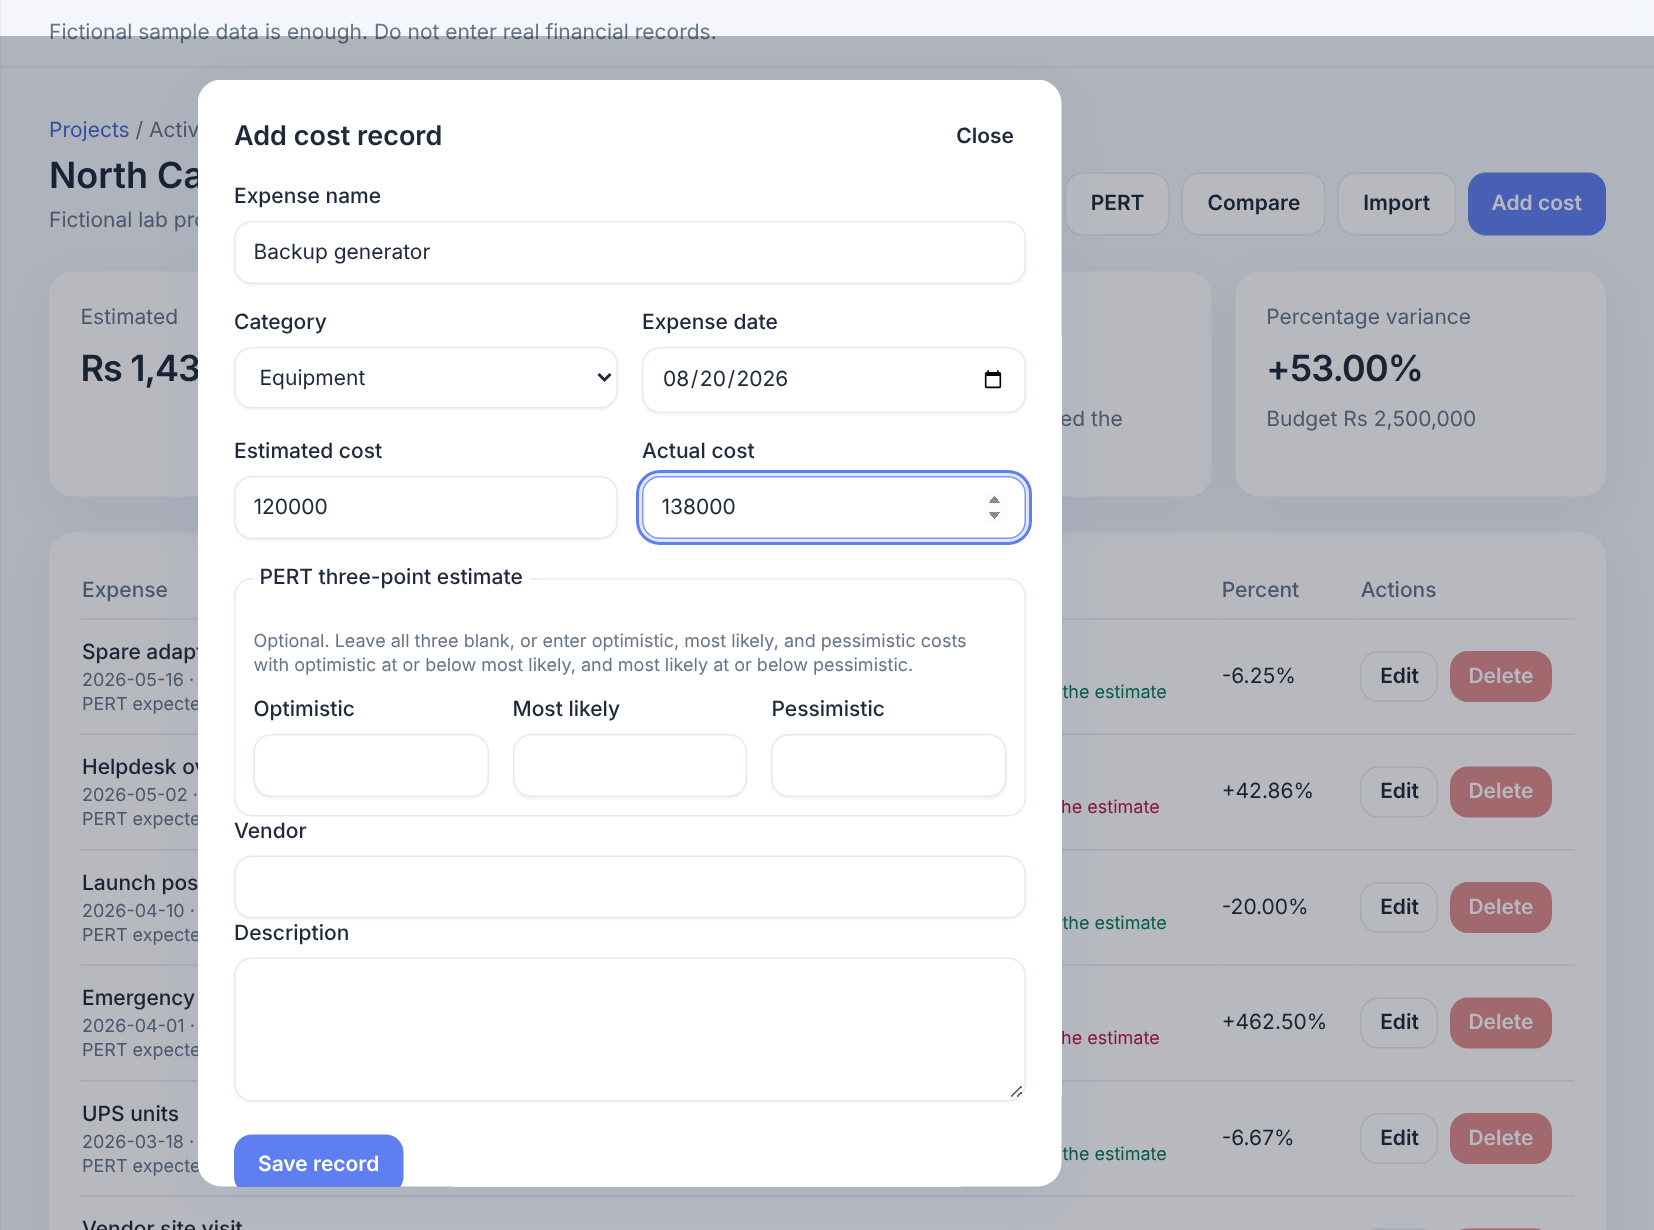 Fictional sample data is enough. Do not enter real financial records.
Projects / Activ
North Ca
Fictional lab pro
PERT
Compare
Import
Add cost
Estimated
Rs 1,43
ed the
Percentage variance
+53.00%
Budget Rs 2,500,000
Add cost record
Close
Expense name
Backup generator
Category
Expense date
Equipment
08/20/2026
Estimated cost
Actual cost
120000
138000
PERT three-point estimate
Optional. Leave all three blank, or enter optimistic, most likely, and pessimistic costs
with optimistic at or below most likely, and most likely at or below pessimistic.
Optimistic
Most likely
Pessimistic
Vendor
Description
Save record
Expense
Percent
Actions
Spare adapt
2026-05-16 ·
PERT expecte
the estimate
-6.25%
Edit
Delete
Helpdesk ov
2026-05-02 ·
PERT expecte
he estimate
+42.86%
Edit
Delete
Launch pos
2026-04-10 ·
PERT expecte
the estimate
-20.00%
Edit
Delete
Emergency
2026-04-01 ·
PERT expecte
he estimate
+462.50%
Edit
Delete
UPS units
2026-03-18 ·
PERT expecte
the estimate
-6.67%
Edit
Delete
Vendor site visit